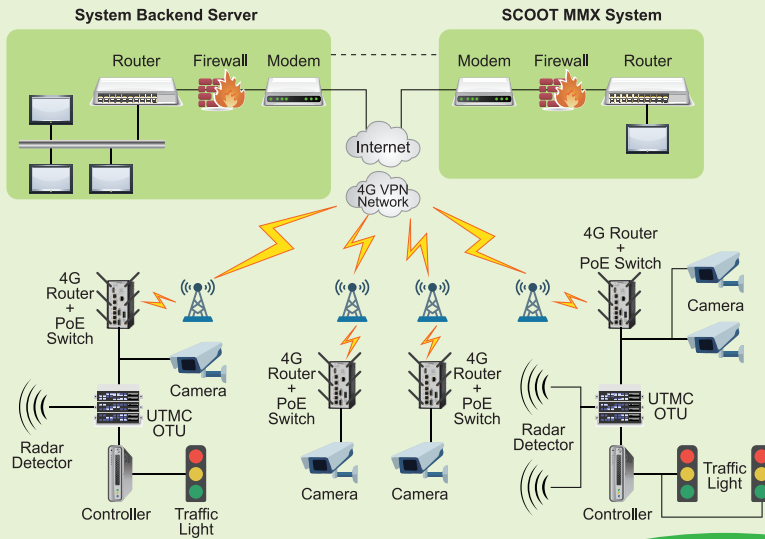 System Backend Server
SCOOT MMX System
Router
Firewall
Modem
Modem
Firewall
Router
Internet
4G VPN
Network
4G Router
+
PoE Switch
4G
Router
+
PoE
Switch
Camera
Camera
4G
Router
+
PoE
Switch
4G
Router
+
PoE
Switch
UTMC
OTU
UTMC
OTU
Radar
Detector
Radar
Detector
Camera
Camera
Traffic
Light
Controller
Traffic
Light
Controller